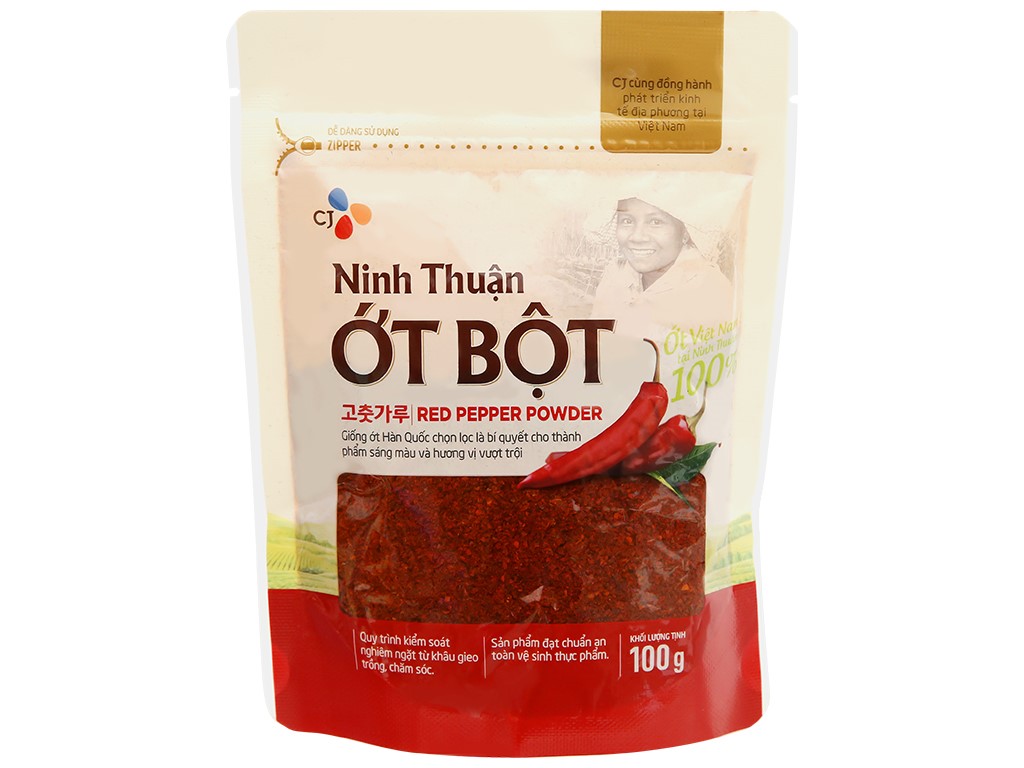 CJ cùng đồng hành
phát triển kinh
tế địa phương tại
Việt Nam
DỄ DÀNG SỬ DỤNG
ZIPPER
CJ
Ninh Thuận
ỚT BỘT
고춧가루 | RED PEPPER POWDER
Giống ớt Hàn Quốc chọn lọc là bí quyết cho thành
phẩm sáng màu và hương vị vượt trội
Ớt Việt Nam
tại Ninh Thuận
100%
Quy trình kiểm soát
nghiêm ngặt từ khâu gieo
trồng, chăm sóc.
Sản phẩm đạt chuẩn an
toàn vệ sinh thực phẩm.
KHỐI LƯỢNG TỊNH
100 g